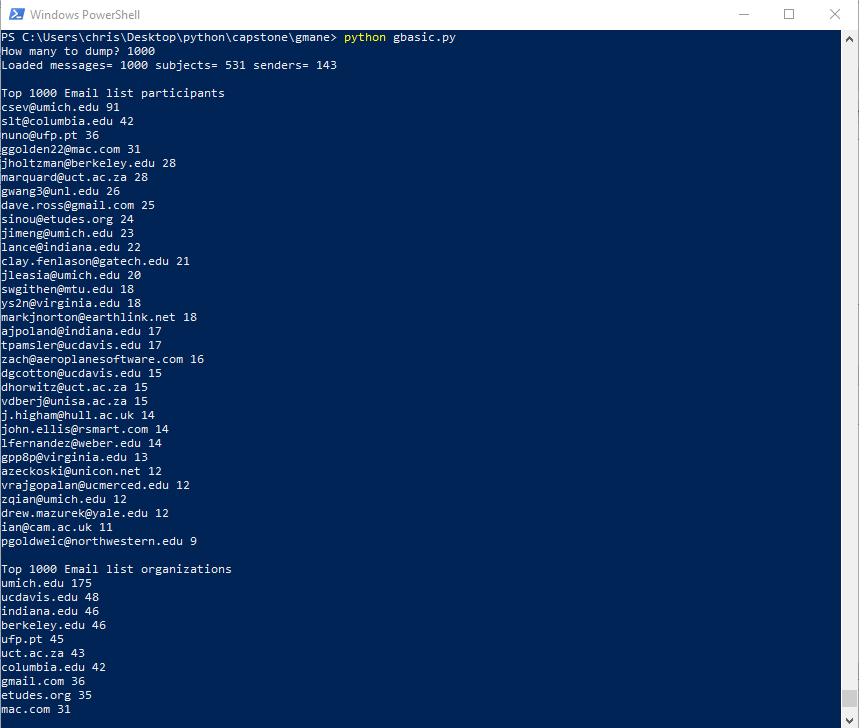 Windows PowerShell
PS C:\Users\chris\Desktop\python\capstone\gmane> python gbasic.py
How many to dump? 1000
Loaded messages= 1000 subjects= 531 senders= 143

Top 1000 Email list participants
csev@umich.edu 91
slt@columbia.edu 42
nuno@ufp.pt 36
ggolden22@mac.com 31
jholtzman@berkeley.edu 28
marquard@uct.ac.za 28
gwang3@unl.edu 26
dave.ross@gmail.com 25
sinou@etudes.org 24
jimeng@umich.edu 23
lance@indiana.edu 22
clay.fenlason@gatech.edu 21
jleasia@umich.edu 20
swgithen@mtu.edu 18
ys2n@virginia.edu 18
markjnorton@earthlink.net 18
ajpoland@indiana.edu 17
tpamsler@ucdavis.edu 17
zach@aeroplanesoftware.com 16
dgcotton@ucdavis.edu 15
dhorwitz@uct.ac.za 15
vdberj@unisa.ac.za 15
j.higham@hull.ac.uk 14
john.ellis@rsmart.com 14
lfernandez@weber.edu 14
gpp8p@virginia.edu 13
azeckoski@unicon.net 12
vrajgopalan@ucmerced.edu 12
zqian@umich.edu 12
drew.mazurek@yale.edu 12
ian@cam.ac.uk 11
pgoldweic@northwestern.edu 9

Top 1000 Email list organizations
umich.edu 175
ucdavis.edu 48
indiana.edu 46
berkeley.edu 46
ufp.pt 45
uct.ac.za 43
columbia.edu 42
gmail.com 36
etudes.org 35
mac.com 31